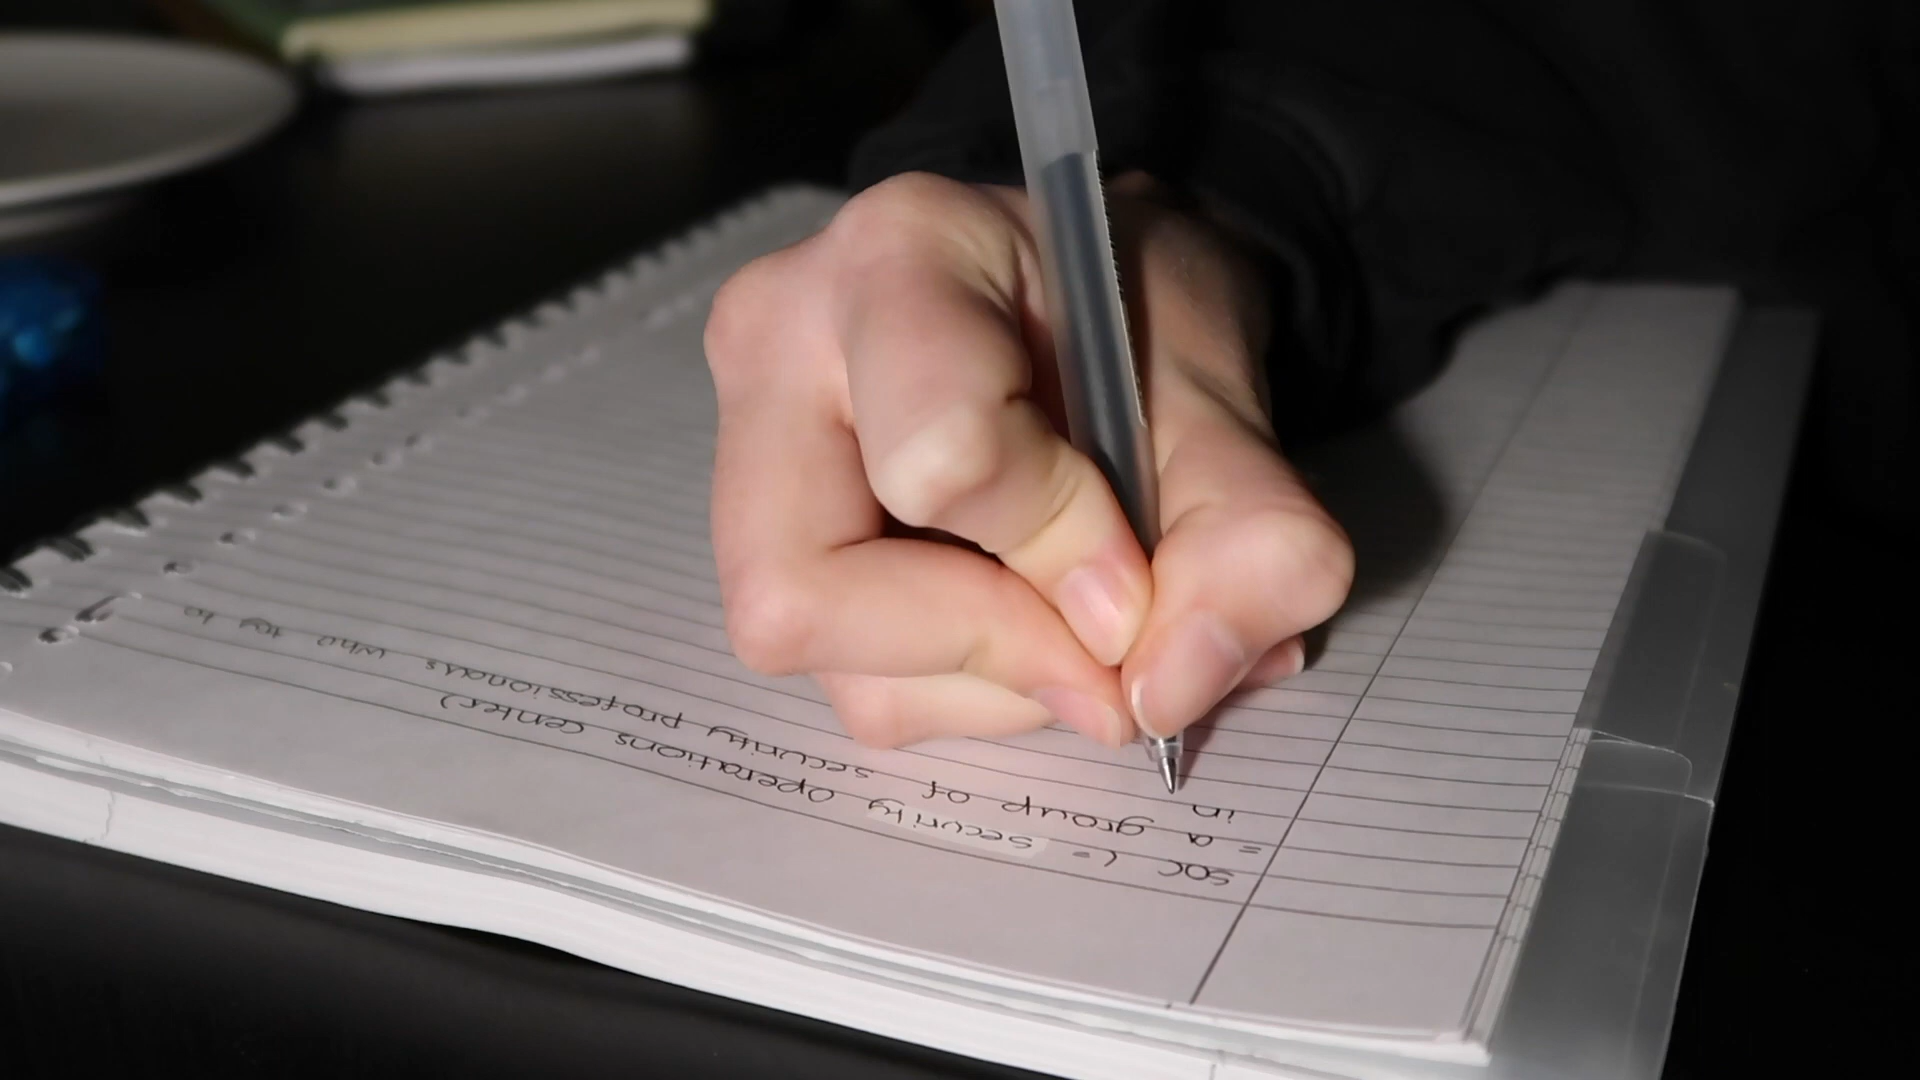 SOC (= security operations center)
= a group of security professionals who try to
in